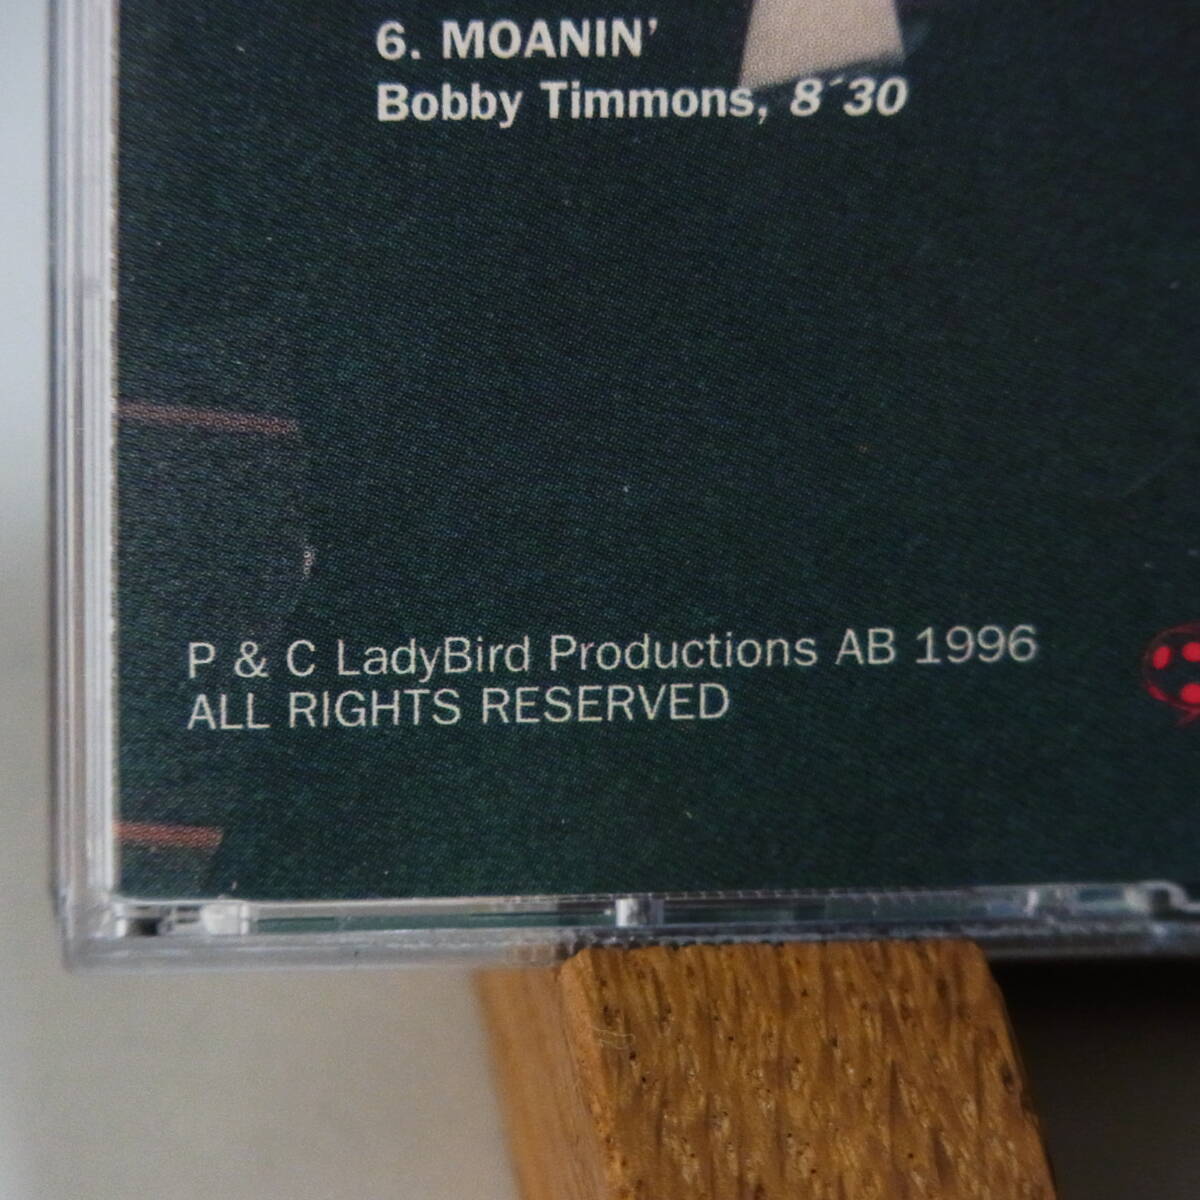 6. MOANIN'
Bobby Timmons, 8´30
P & C LadyBird Productions AB 1996
ALL RIGHTS RESERVED